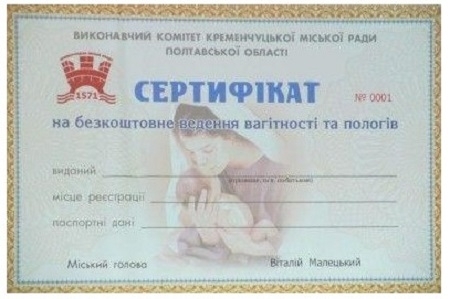 ВИКОНАВЧИЙ КОМІТЕТ КРЕМЕНЧУЦЬКОЇ МІСЬКОЇ РАДИ
ПОЛТАВСЬКОЇ ОБЛАСТІ
1571
СЕРТИФІКАТ
№ 0001
на безкоштовне ведення вагітності та пологів
виданий
місце реєстрації
паспортні дані
Міський голова Віталій Малецький